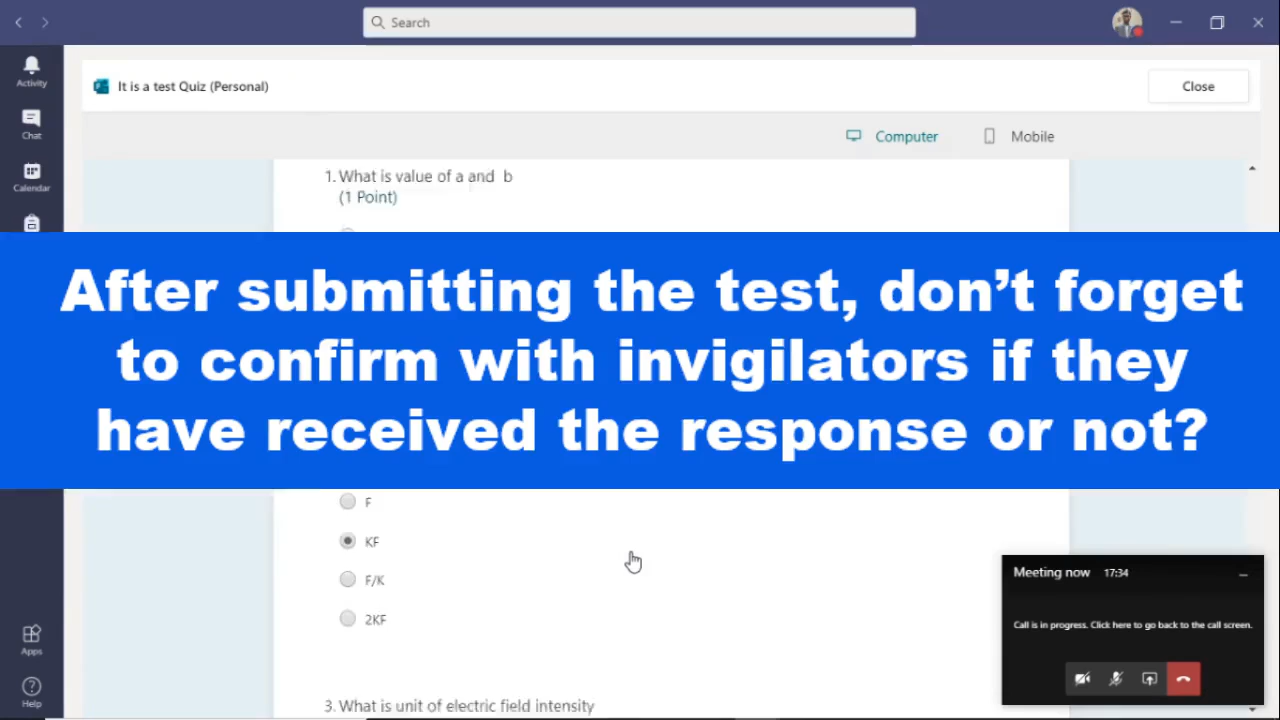 Search
Activity
Chat
Calendar
It is a test Quiz (Personal)
Close
Computer
Mobile
1. What is value of a and b
(1 Point)
After submitting the test, don’t forget
to confirm with invigilators if they
have received the response or not?
F
KF
F/K
2KF
3. What is unit of electric field intensity
Meeting now 17:34
Call is in progress. Click here to go back to the call screen.
Apps
Help